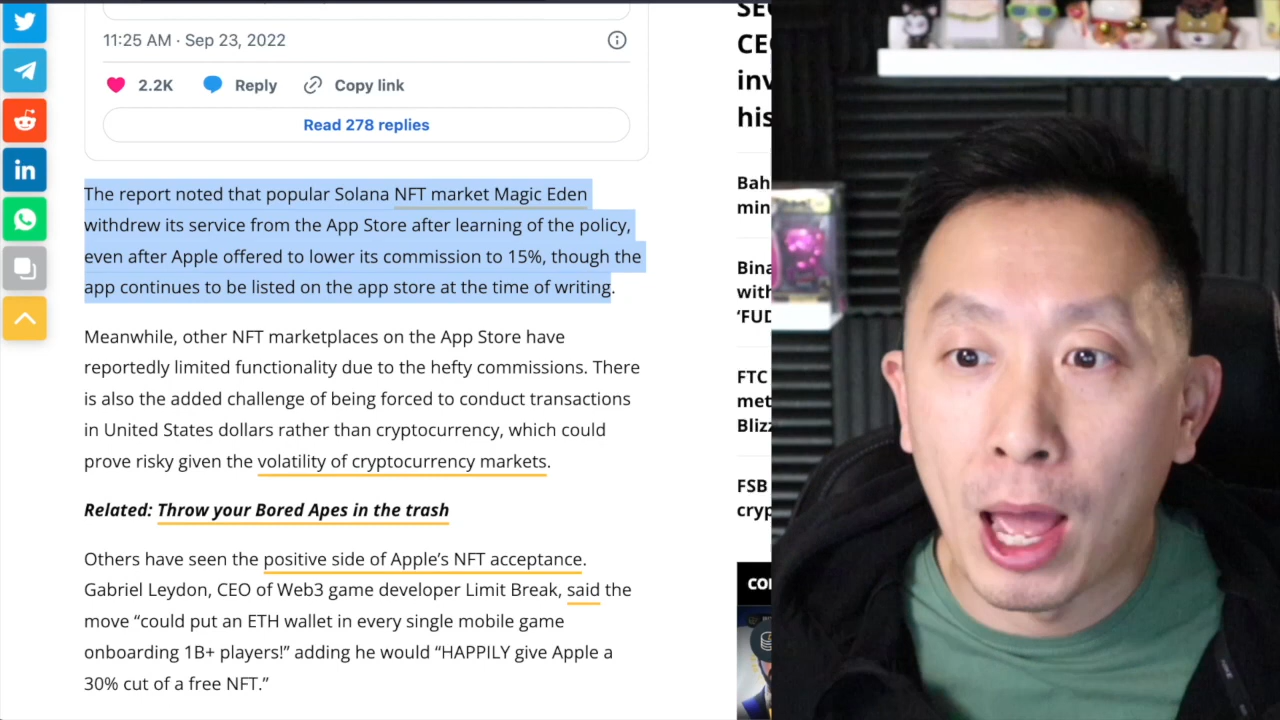 11:25 AM · Sep 23, 2022
2.2K Reply Copy link
Read 278 replies
The report noted that popular Solana NFT market Magic Eden
withdrew its service from the App Store after learning of the policy,
even after Apple offered to lower its commission to 15%, though the
app continues to be listed on the app store at the time of writing.
Meanwhile, other NFT marketplaces on the App Store have
reportedly limited functionality due to the hefty commissions. There
is also the added challenge of being forced to conduct transactions
in United States dollars rather than cryptocurrency, which could
prove risky given the volatility of cryptocurrency markets.
Related: Throw your Bored Apes in the trash
Others have seen the positive side of Apple’s NFT acceptance.
Gabriel Leydon, CEO of Web3 game developer Limit Break, said the
move “could put an ETH wallet in every single mobile game
onboarding 1B+ players!” adding he would “HAPPILY give Apple a
30% cut of a free NFT.”
in
SE
CE
inv
his
Bah
min
Bina
with
‘FUD
FTC
met
Bliz
FSB
cryp